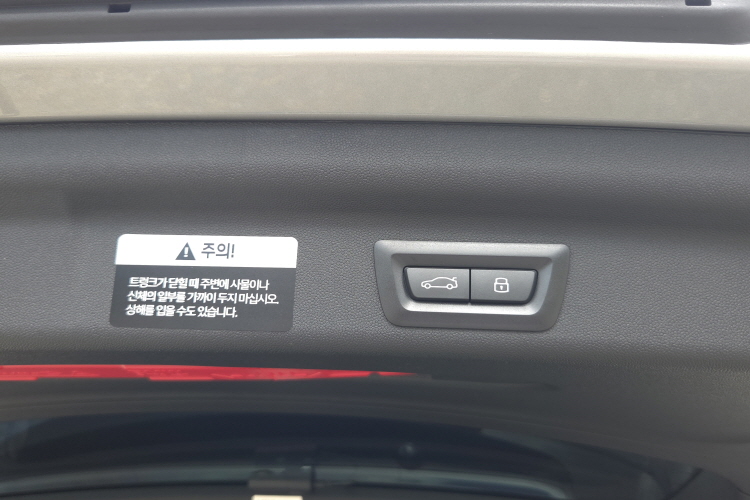 주의!
트렁크가 닫힐 때 주변에 사물이나
신체의 일부를 가까이 두지 마십시오.
상해를 입을 수도 있습니다.